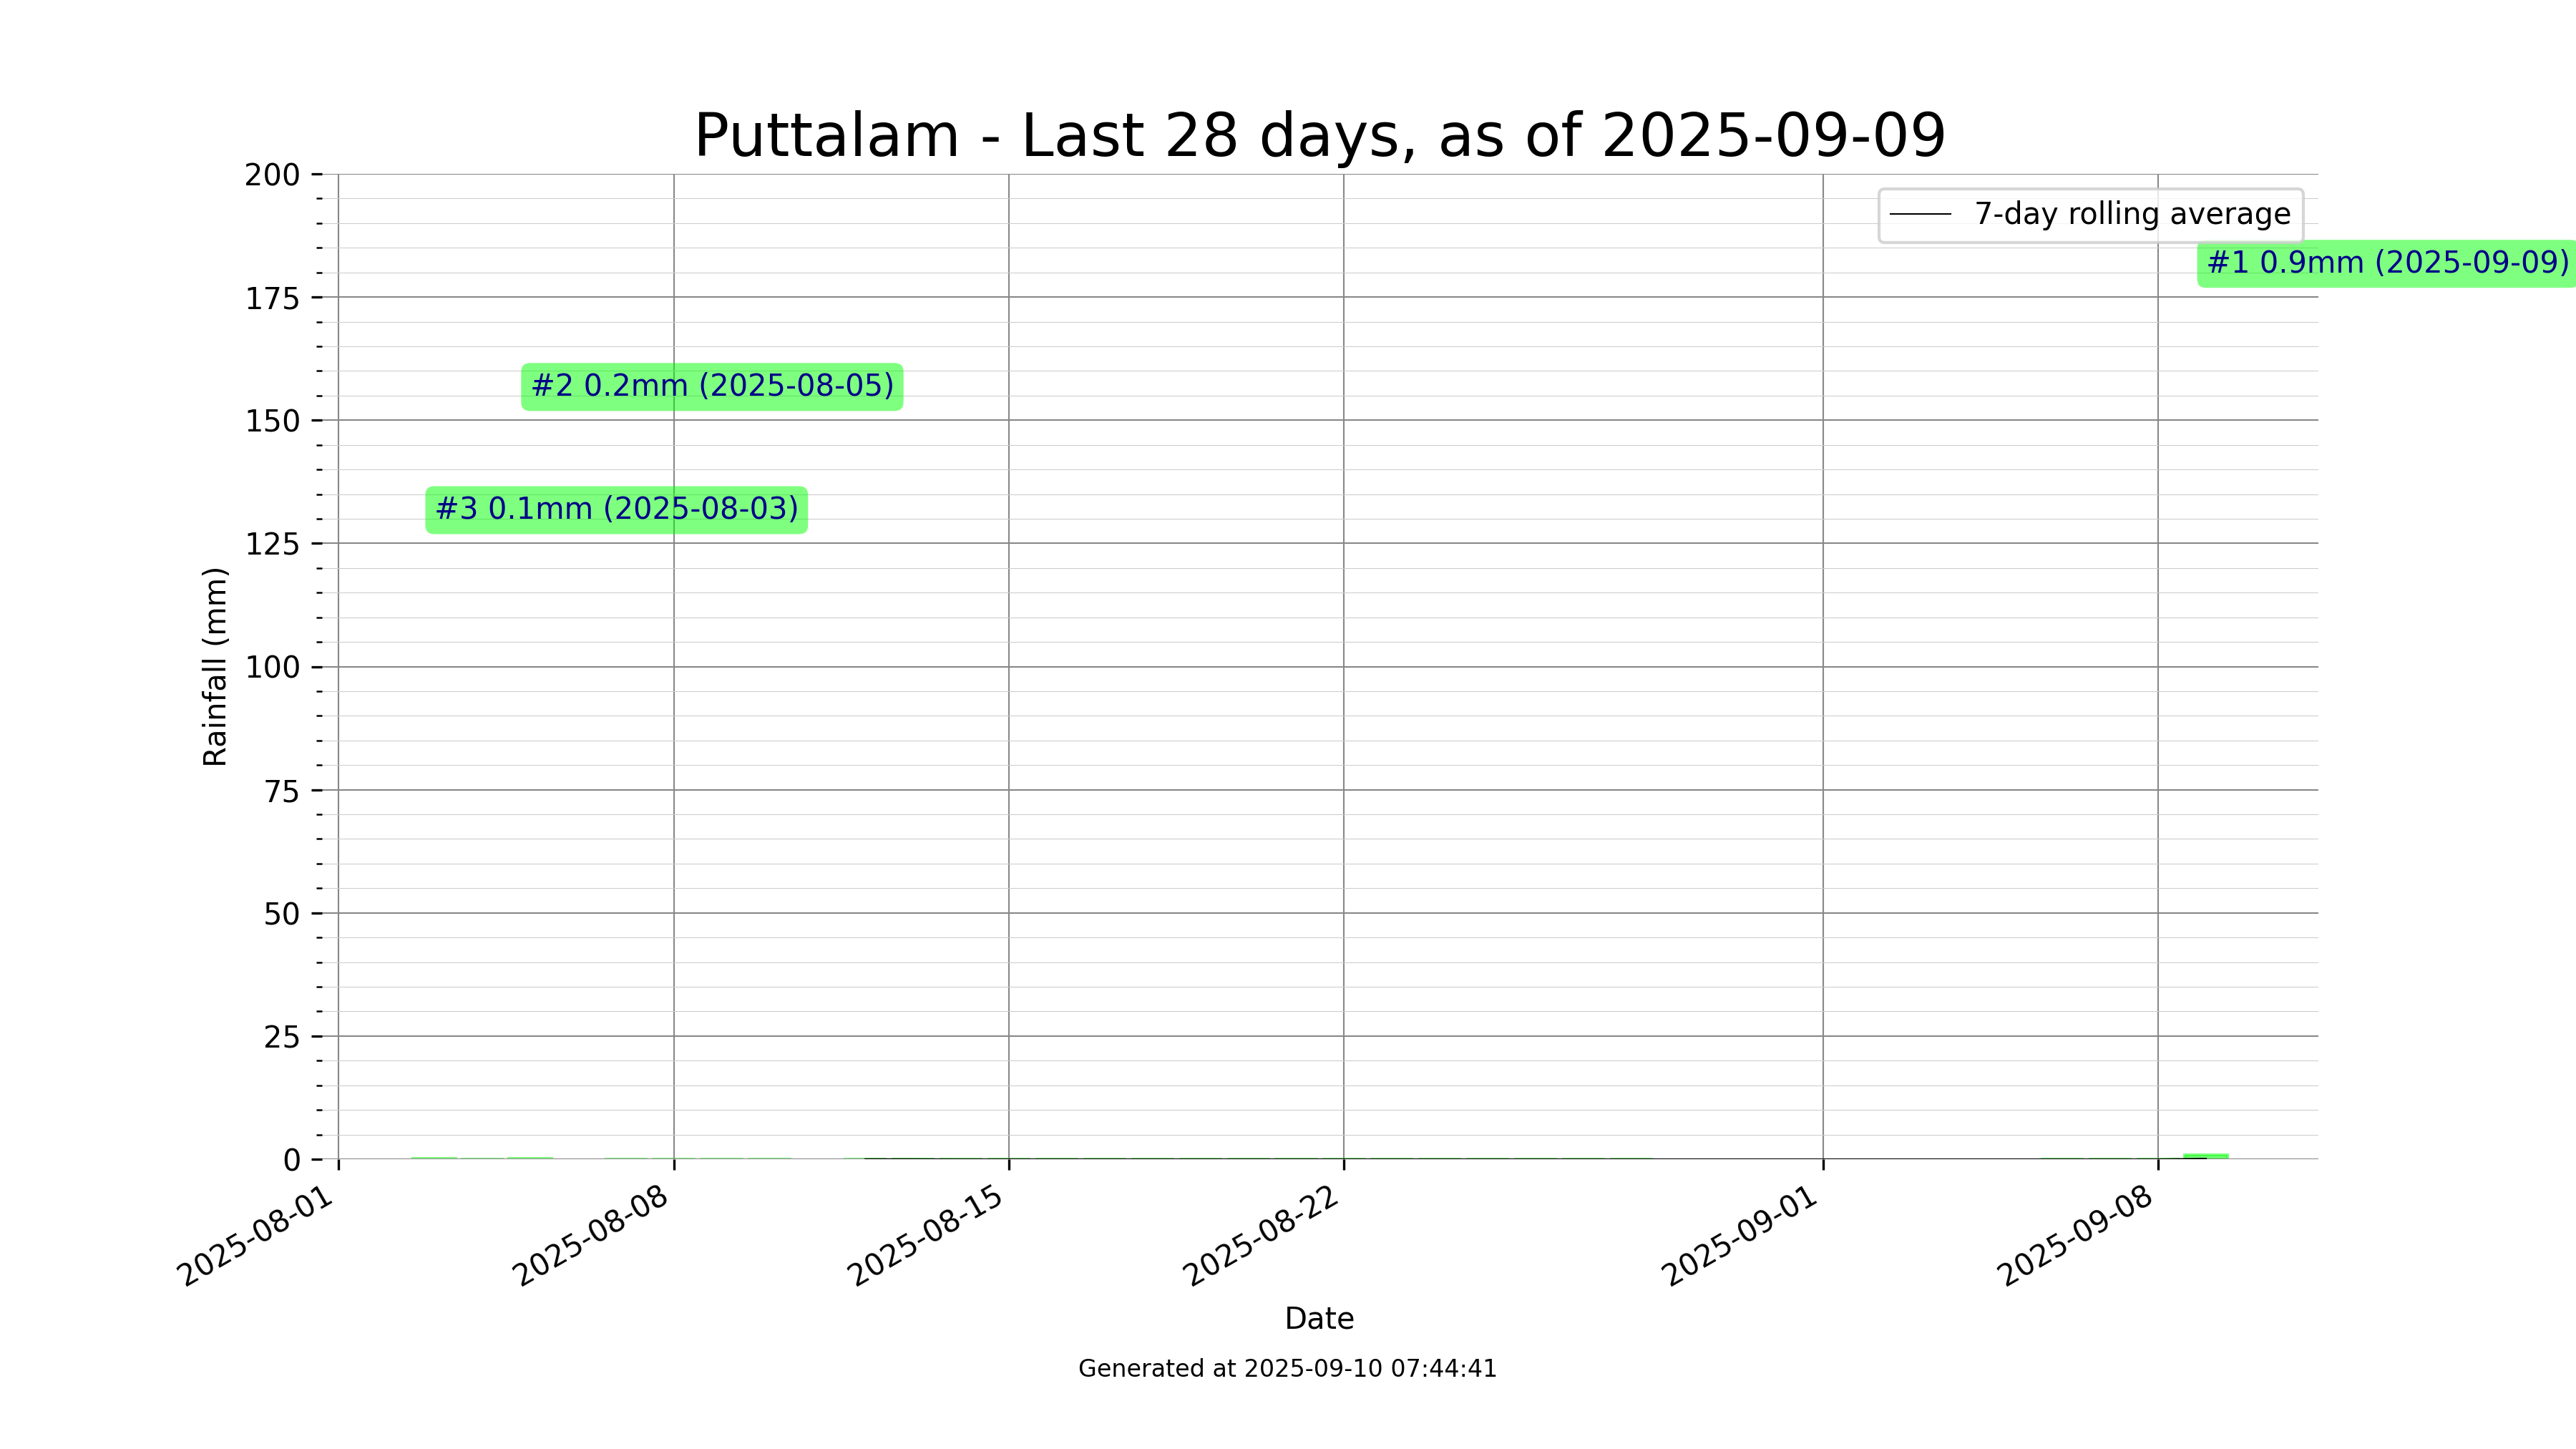 Puttalam - Last 28 days, as of 2025-09-09
7-day rolling average
#1 0.9mm (2025-09-09)
#2 0.2mm (2025-08-05)
#3 0.1mm (2025-08-03)
Rainfall (mm)
200
175
150
125
100
75
50
25
0
2025-08-01
2025-08-08
2025-08-15
2025-08-22
2025-09-01
2025-09-08
Date
Generated at 2025-09-10 07:44:41